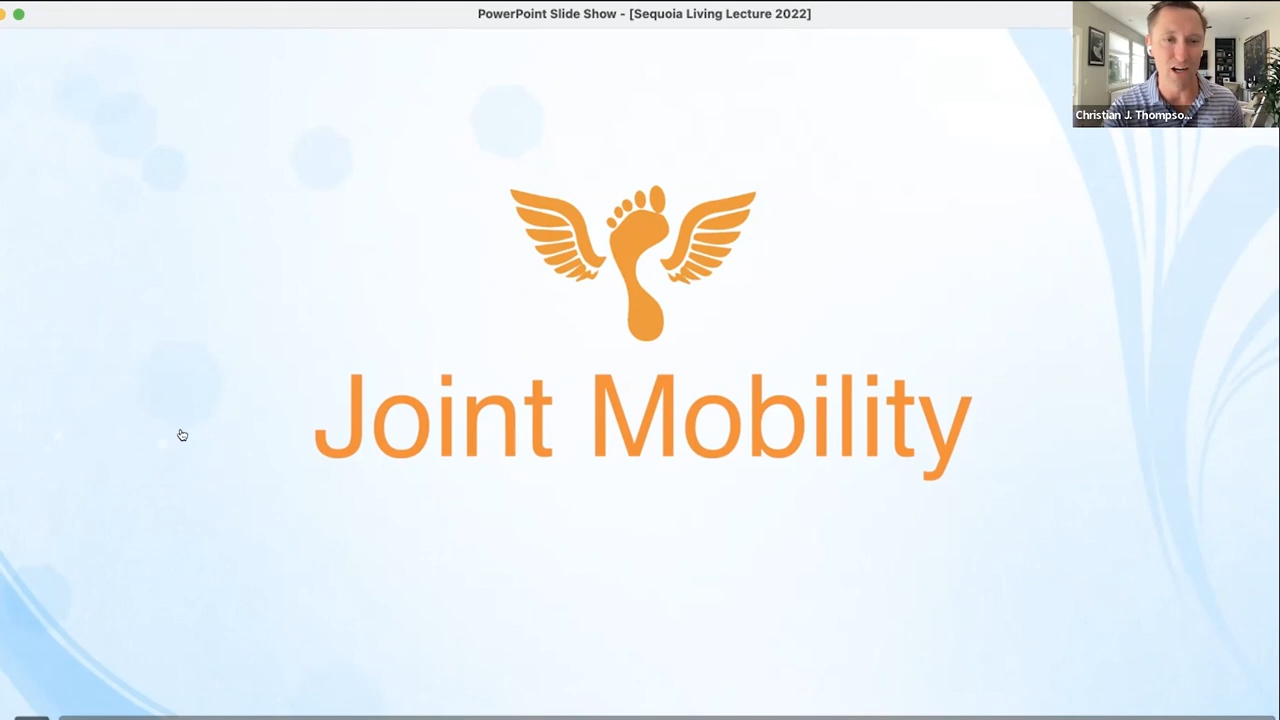 PowerPoint Slide Show - [Sequoia Living Lecture 2022]
Christian J. Thompso...
Joint Mobility